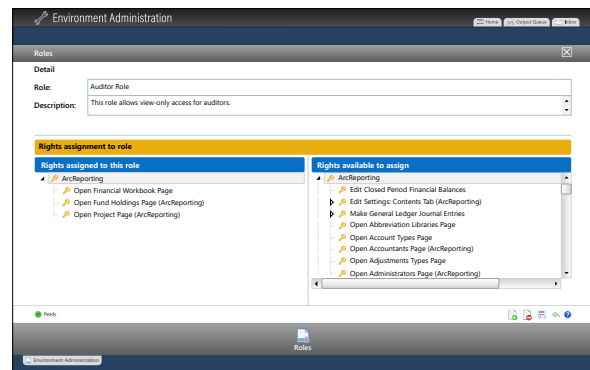 Environment Administration
Home
Output Queue
Inbox
Roles
Detail
Role: Auditor Role
Description: This role allows view-only access for auditors.
Rights assignment to role
Rights assigned to this role
ArcReporting
Open Financial Workbook Page
Open Fund Holdings Page (ArcReporting)
Open Project Page (ArcReporting)
Rights available to assign
ArcReporting
Edit Closed Period Financial Balances
Edit Settings: Contents Tab (ArcReporting)
Make General Ledger Journal Entries
Open Abbreviation Libraries Page
Open Account Types Page
Open Accountants Page (ArcReporting)
Open Adjustments Types Page
Open Administrators Page (ArcReporting)
Ready
Roles
Environment Administration